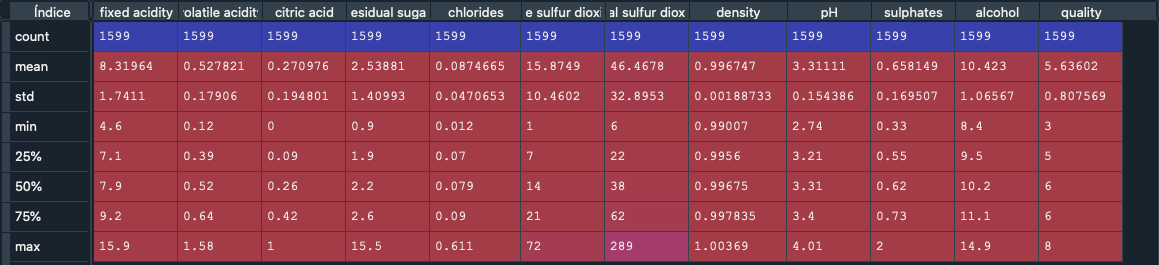 Índice fixed acidity olatile acidit citric acid esidual suga chlorides e sulfur dioxi al sulfur diox density pH sulphates alcohol quality
count 1599 1599 1599 1599 1599 1599 1599 1599 1599 1599 1599 1599
mean 8.31964 0.527821 0.270976 2.53881 0.0874665 15.8749 46.4678 0.996747 3.31111 0.658149 10.423 5.63602
std 1.7411 0.17906 0.194801 1.40993 0.0470653 10.4602 32.8953 0.00188733 0.154386 0.169507 1.06567 0.807569
min 4.6 0.12 0 0.9 0.012 1 6 0.99007 2.74 0.33 8.4 3
25% 7.1 0.39 0.09 1.9 0.07 7 22 0.9956 3.21 0.55 9.5 5
50% 7.9 0.52 0.26 2.2 0.079 14 38 0.99675 3.31 0.62 10.2 6
75% 9.2 0.64 0.42 2.6 0.09 21 62 0.997835 3.4 0.73 11.1 6
max 15.9 1.58 1 15.5 0.611 72 289 1.00369 4.01 2 14.9 8